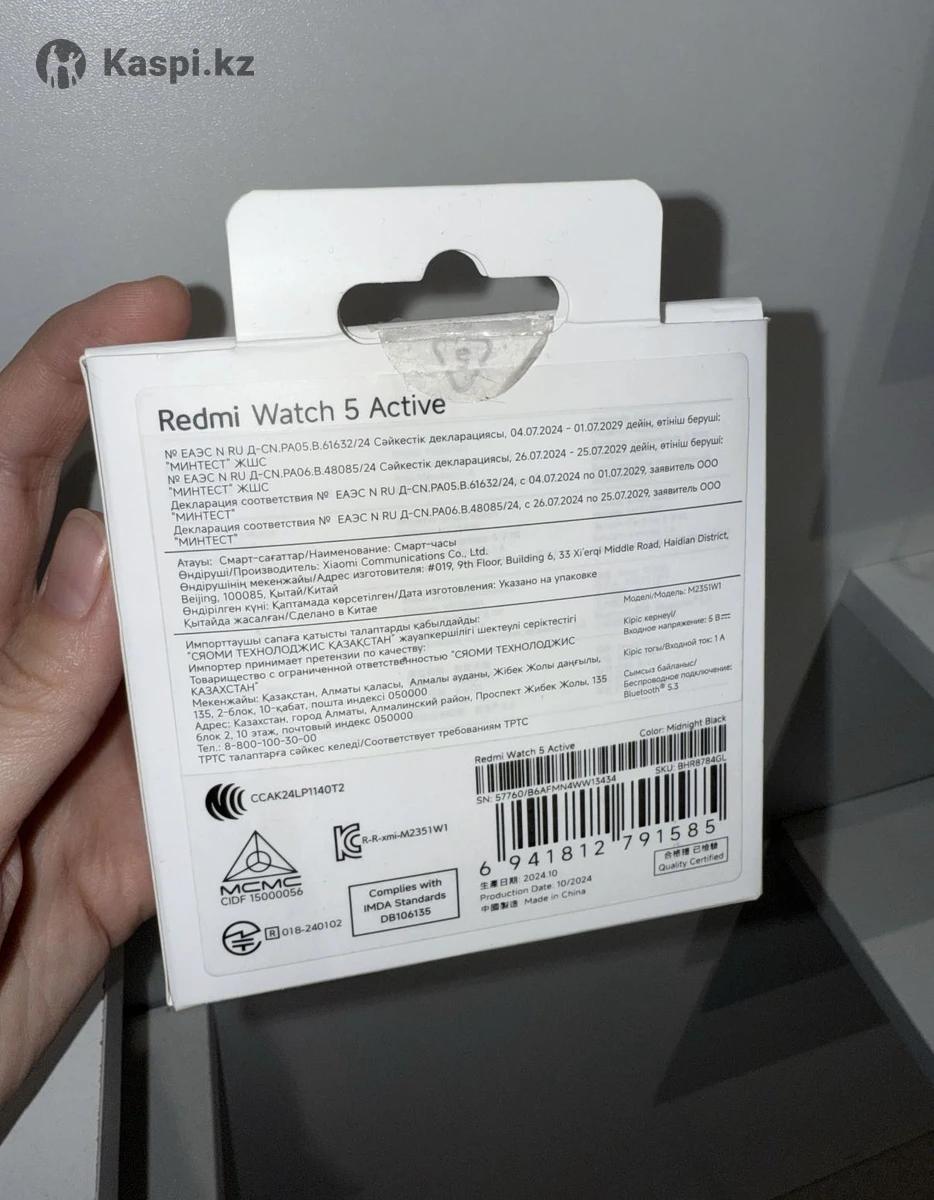 Kaspi.kz
Redmi Watch 5 Active
№ ЕАЭС N RU Д-CN.РА05.В.61632/24 Сәйкестік декларациясы, 04.07.2024 - 01.07.2029 дейін, өтініш беруші:
"МИНТЕСТ" ЖШС
№ ЕАЭС N RU Д-CN.РА06.В.48085/24 Сәйкестік декларациясы, 26.07.2024 - 25.07.2029 дейін, өтініш беруші:
"МИНТЕСТ" ЖШС
Декларация соответствия № ЕАЭС N RU Д-CN.РА05.В.61632/24, с 04.07.2024 по 01.07.2029, заявитель ООО
"МИНТЕСТ"
Декларация соответствия № ЕАЭС N RU Д-CN.РА06.В.48085/24, с 26.07.2024 по 25.07.2029, заявитель ООО
"МИНТЕСТ"
Атауы: Смарт-сағаттар/Наименование: Смарт-часы
Өндіруші/Производитель: Xiaomi Communications Co., Ltd.
Өндірушінің мекенжайы/Адрес изготовителя: #019, 9th Floor, Building 6, 33 Xi'erqi Middle Road, Haidian District,
Beijing, 100085, Қытай/Китай
Өндірілген күні: Қаптамада көрсетілген/Дата изготовления: Указано на упаковке
Қытайда жасалған/Сделано в Китае
Импорттаушы сапаға қатысты талаптарды қабылдайды:
"СЯОМИ ТЕХНОЛОДЖИС ҚАЗАҚСТАН" жауапкершілігі шектеулі серіктестігі
Импортер принимает претензии по качеству:
Товарищество с ограниченной ответственностью "СЯОМИ ТЕХНОЛОДЖИС
КАЗАХСТАН"
Мекенжайы: Қазақстан, Алматы қаласы, Алмалы ауданы, Жібек Жолы даңғылы,
135, 2-блок, 10-қабат, пошта индексі 050000
Адрес: Казахстан, город Алматы, Алмалинский район, Проспект Жибек Жолы, 135
блок 2, 10 этаж, почтовый индекс 050000
Тел.: 8-800-100-30-00
ТРТС талаптарға сәйкес келеді/Соответствует требованиям ТРТС
Моделі/Модель: M2351W1
Кіріс кернеуі/
Входное напряжение: 5 В⎓
Кіріс тогы/Входной ток: 1 А
Сымсыз байланыс/
Беспроводное подключение:
Bluetooth® 5.3
CCAK24LP1140T2
R-R-xmi-M2351W1
MCMC
CIDF 15000056
R 018-240102
Complies with
IMDA Standards
DB106135
Redmi Watch 5 Active
Color: Midnight Black
SN: 57760/B6AFMN4WW13434
SKU: BHR8784GL
6 941812 791585
生產日期: 2024.10
Production Date: 10/2024
中國製造 Made in China
合格證 已檢驗
Quality Certified